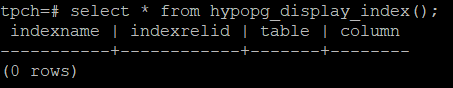 tpch=# select * from hypopg_display_index();
 indexname | indexrelid | table | column
-----------+------------+-------+--------
(0 rows)